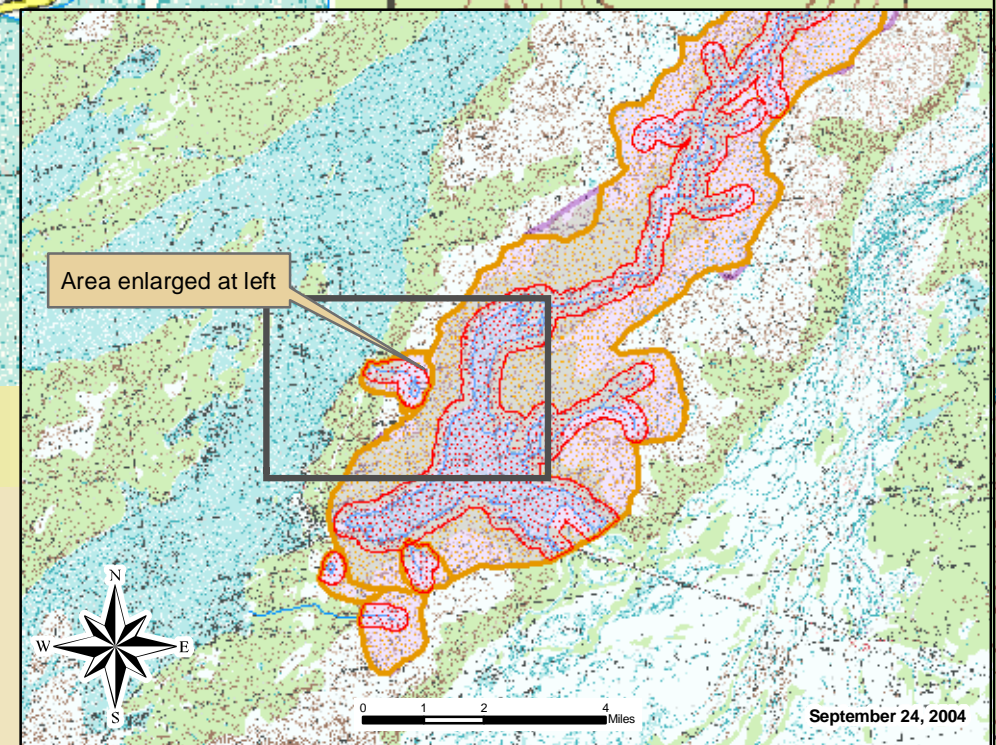 Area enlarged at left
N
W
E
S
0 1 2 4
Miles
September 24, 2004